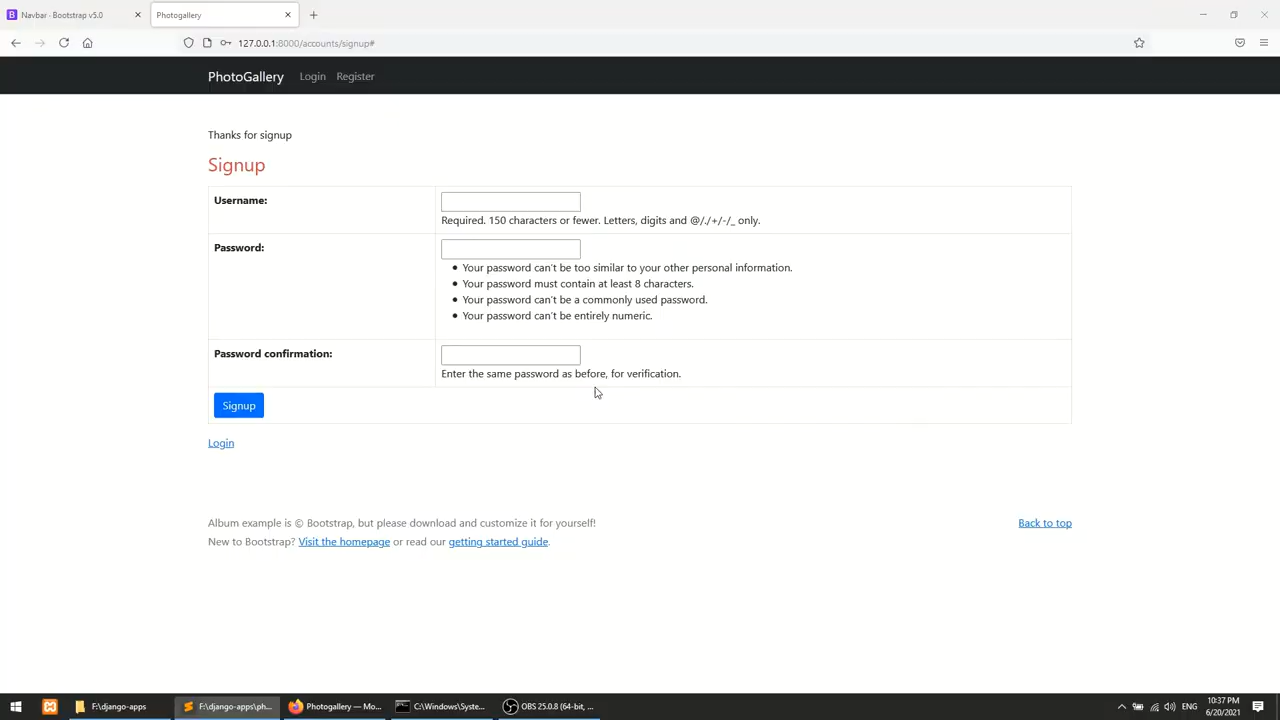 Navbar · Bootstrap v5.0
Photogallery
127.0.0.1:8000/accounts/signup#
PhotoGallery Login Register
Thanks for signup
Signup
Username:
Required. 150 characters or fewer. Letters, digits and @/./+/-/_ only.
Password:
• Your password can't be too similar to your other personal information.
• Your password must contain at least 8 characters.
• Your password can't be a commonly used password.
• Your password can't be entirely numeric.
Password confirmation:
Enter the same password as before, for verification.
Signup
Login
Album example is © Bootstrap, but please download and customize it for yourself!
Back to top
New to Bootstrap? Visit the homepage or read our getting started guide.
F:\django-apps
F:\django-apps\ph...
Photogallery — Mo...
C:\Windows\Syste...
OBS 25.0.8 (64-bit, ...
ENG
10:37 PM
6/20/2021